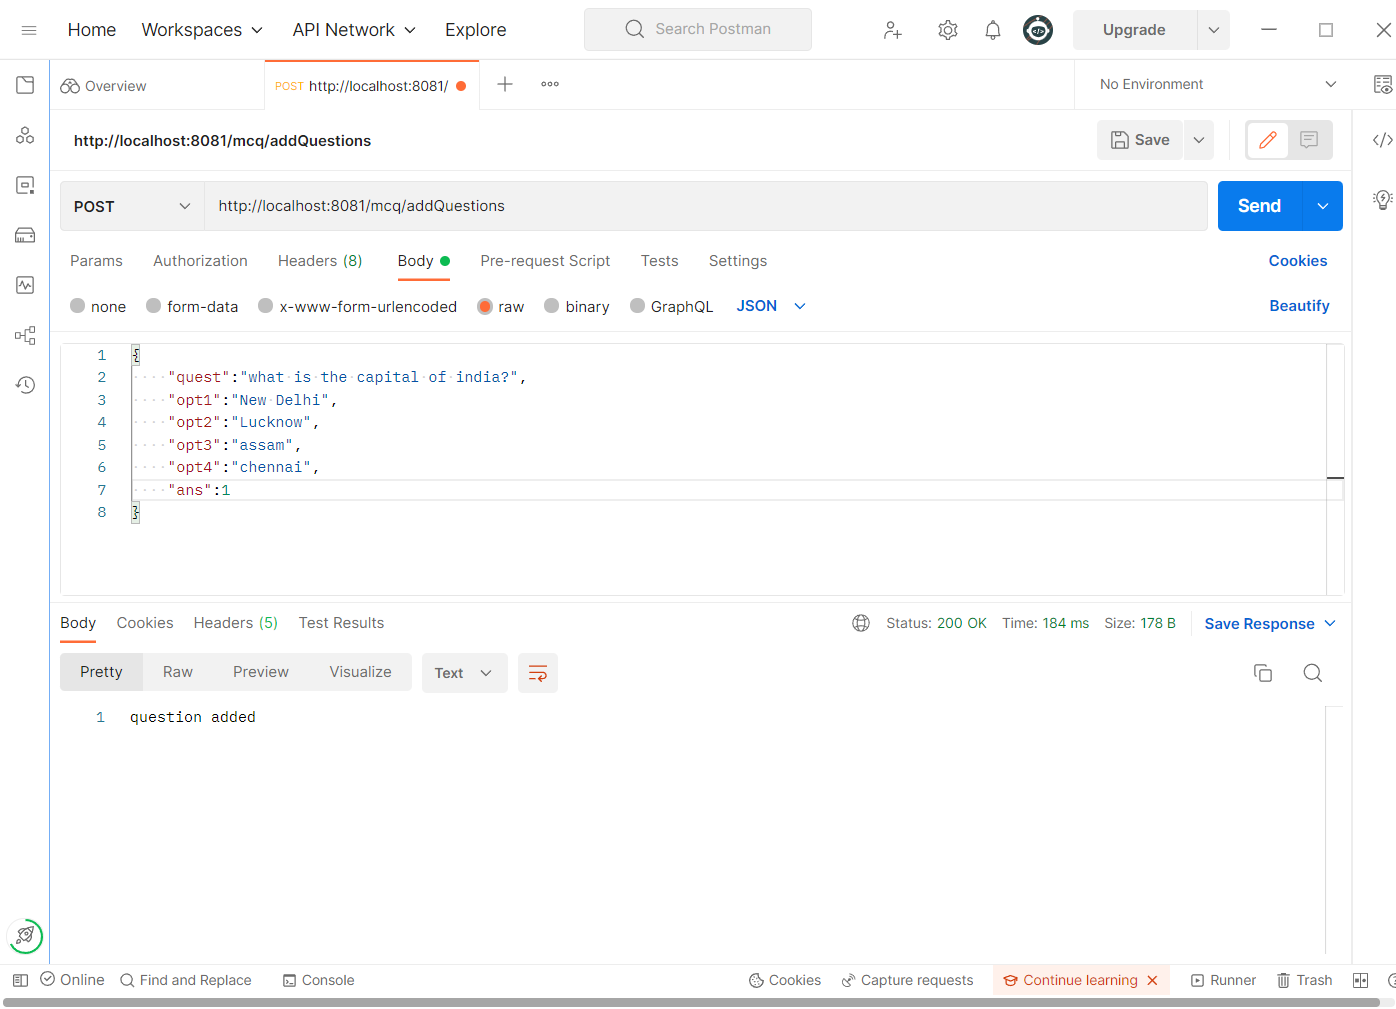 Home Workspaces API Network Explore Search Postman Upgrade
Overview POST http://localhost:8081/ No Environment
http://localhost:8081/mcq/addQuestions Save
POST http://localhost:8081/mcq/addQuestions Send
Params Authorization Headers (8) Body Pre-request Script Tests Settings Cookies
none form-data x-www-form-urlencoded raw binary GraphQL JSON Beautify
1 {
2 "quest":"what is the capital of india?",
3 "opt1":"New Delhi",
4 "opt2":"Lucknow",
5 "opt3":"assam",
6 "opt4":"chennai",
7 "ans":1
8 }
Body Cookies Headers (5) Test Results Status: 200 OK Time: 184 ms Size: 178 B Save Response
Pretty Raw Preview Visualize Text
1 question added
Online Find and Replace Console Cookies Capture requests Continue learning Runner Trash